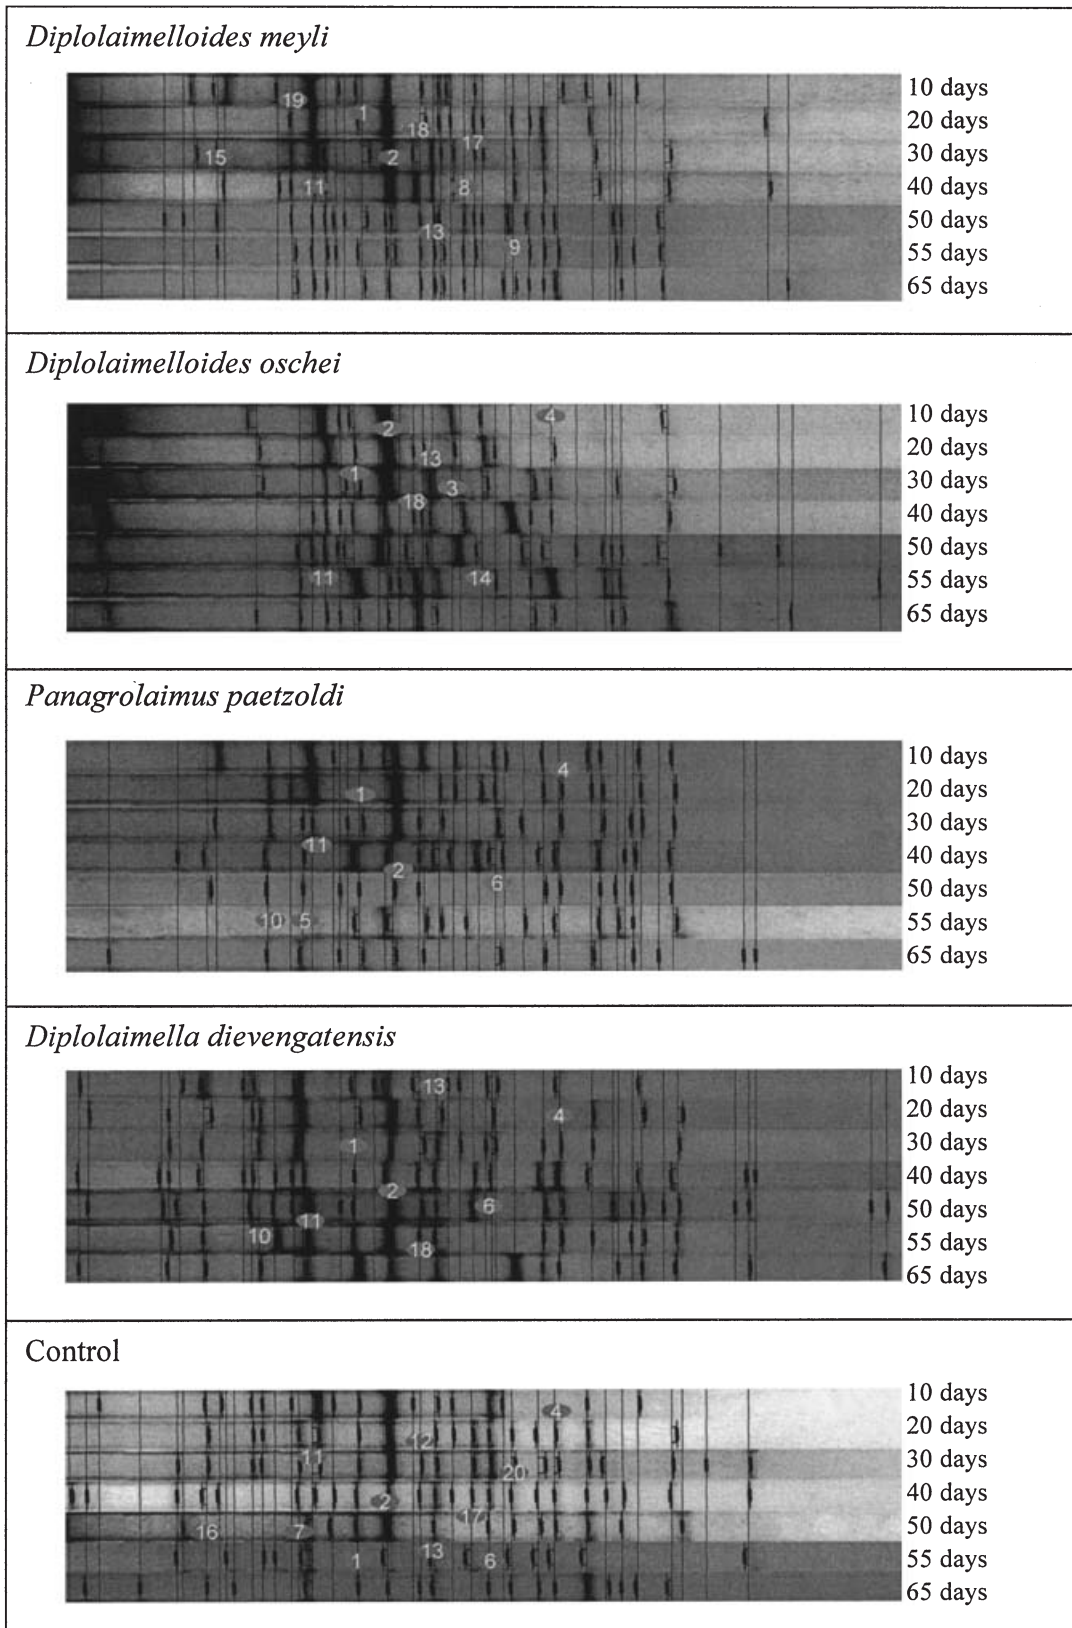 Diplolaimelloides meyli
10 days
19
1
20 days
18
17
15
2
30 days
11
8
40 days
13
50 days
9
55 days
65 days
Diplolaimelloides oschei
4
10 days
2
13
20 days
1
3
30 days
18
40 days
50 days
11
14
55 days
65 days
Panagrolaimus paetzoldi
10 days
4
1
20 days
30 days
11
40 days
2
6
50 days
10
5
55 days
65 days
Diplolaimella dievengatensis
13
10 days
4
20 days
1
30 days
2
40 days
6
50 days
11
10
18
55 days
65 days
Control
10 days
4
12
20 days
11
20
30 days
2
40 days
17
16
7
50 days
1
13
6
55 days
65 days